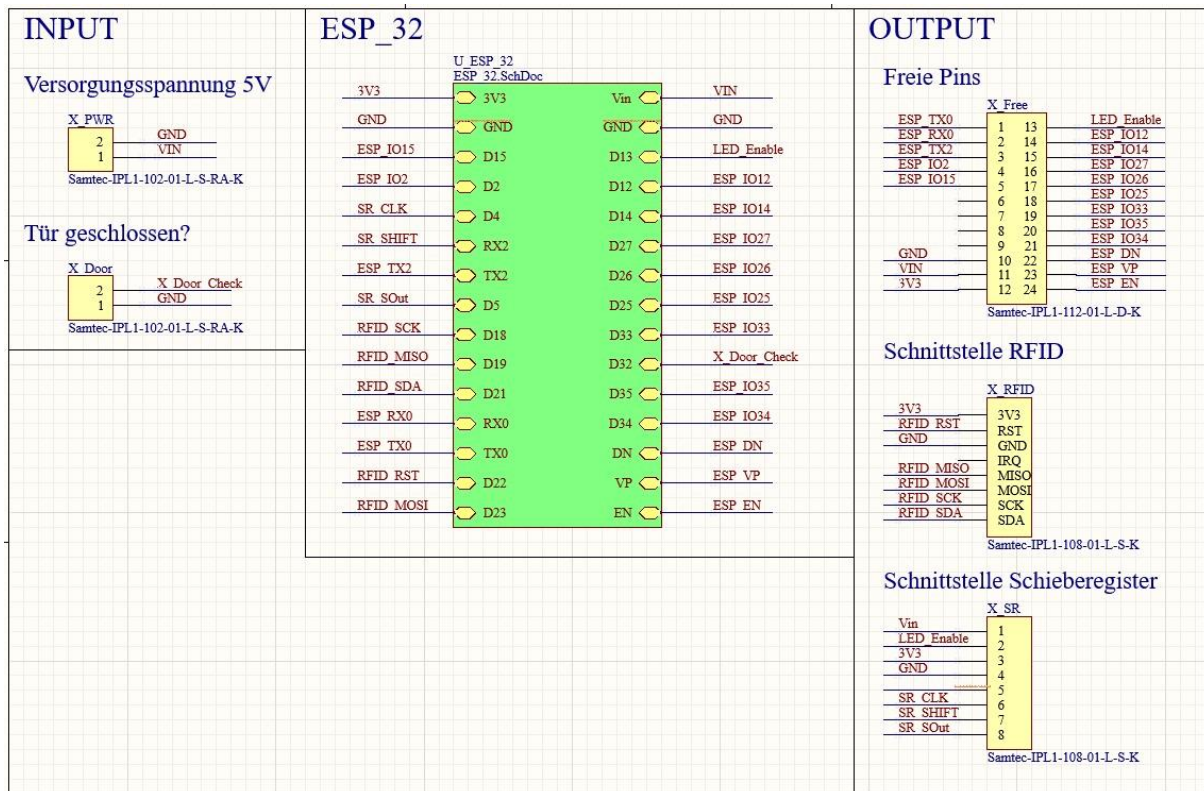 INPUT
Versorgungsspannung 5V
X_PWR
2 GND
1 VIN
Samtec-IPL1-102-01-L-S-RA-K
Tür geschlossen?
X_Door
2 X_Door_Check
1 GND
Samtec-IPL1-102-01-L-S-RA-K
ESP_32
U_ESP_32
ESP_32.SchDoc
3V3 3V3 Vin VIN
GND GND GND GND
ESP_IO15 D15 D13 LED_Enable
ESP_IO2 D2 D12 ESP_IO12
SR_CLK D4 D14 ESP_IO14
SR_SHIFT RX2 D27 ESP_IO27
ESP_TX2 TX2 D26 ESP_IO26
SR_SOut D5 D25 ESP_IO25
RFID_SCK D18 D33 ESP_IO33
RFID_MISO D19 D32 X_Door_Check
RFID_SDA D21 D35 ESP_IO35
ESP_RX0 RX0 D34 ESP_IO34
ESP_TX0 TX0 DN ESP_DN
RFID_RST D22 VP ESP_VP
RFID_MOSI D23 EN ESP_EN
OUTPUT
Freie Pins
X_Free
ESP_TX0 1 13 LED_Enable
ESP_RX0 2 14 ESP_IO12
ESP_TX2 3 15 ESP_IO14
ESP_IO2 4 16 ESP_IO27
ESP_IO15 5 17 ESP_IO26
6 18 ESP_IO25
7 19 ESP_IO33
8 20 ESP_IO35
9 21 ESP_IO34
GND 10 22 ESP_DN
VIN 11 23 ESP_VP
3V3 12 24 ESP_EN
Samtec-IPL1-112-01-L-D-K
Schnittstelle RFID
X_RFID
3V3 3V3
RFID_RST RST
GND GND
IRQ
RFID_MISO MISO
RFID_MOSI MOSI
RFID_SCK SCK
RFID_SDA SDA
Samtec-IPL1-108-01-L-S-K
Schnittstelle Schieberegister
X_SR
Vin 1
LED_Enable 2
3V3 3
GND 4
5
SR_CLK 6
SR_SHIFT 7
SR_SOut 8
Samtec-IPL1-108-01-L-S-K